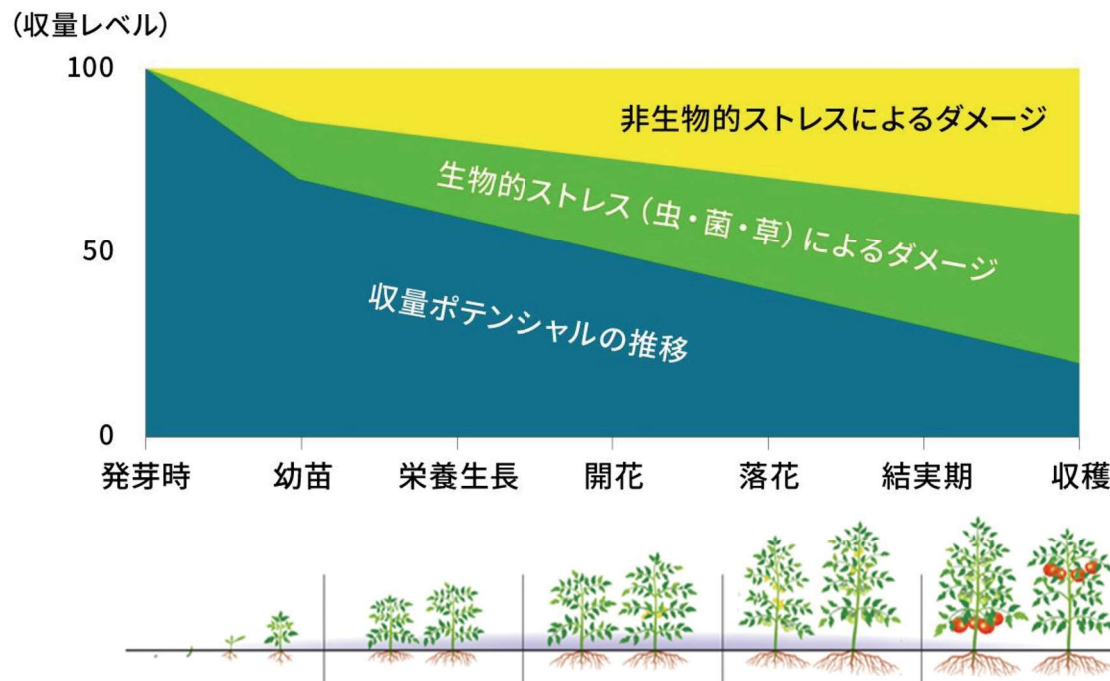 （収量レベル）
100
非生物的ストレスによるダメージ
生物的ストレス（虫・菌・草）によるダメージ
50
収量ポテンシャルの推移
0
発芽時 幼苗 栄養生長 開花 落花 結実期 収穫